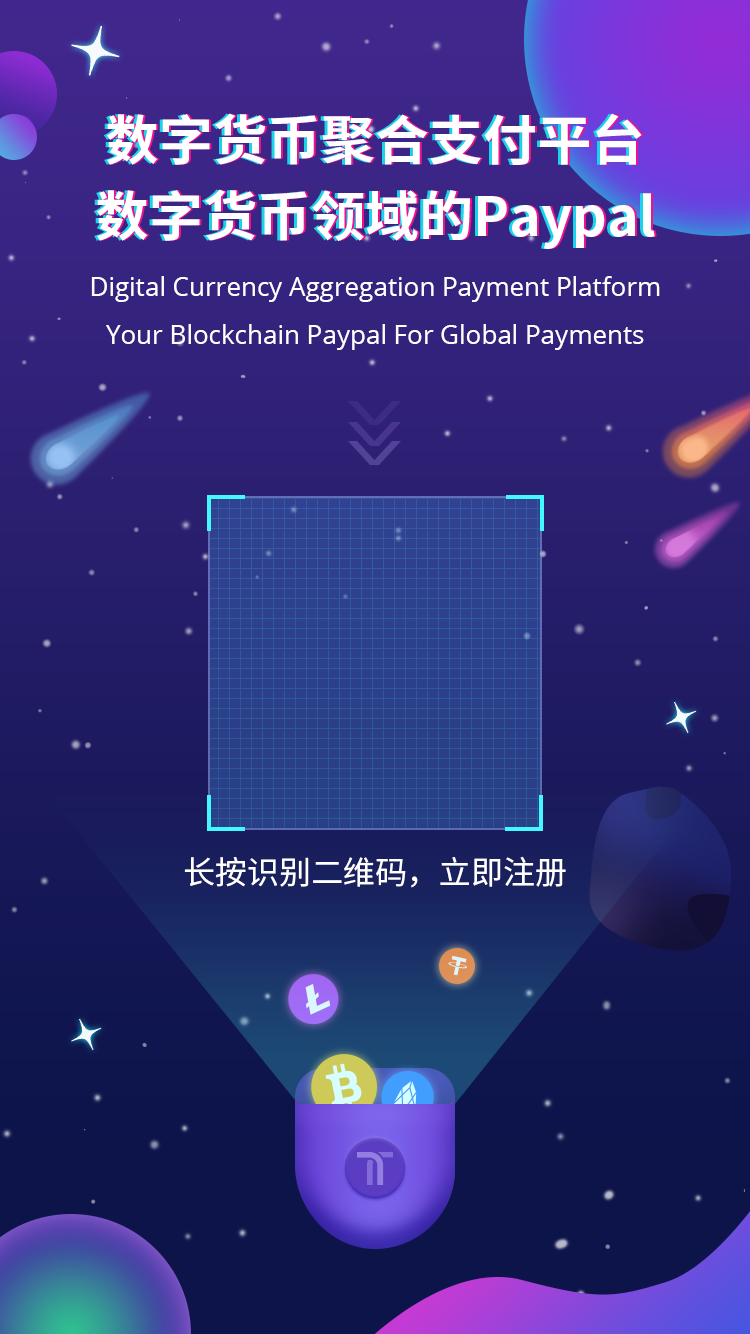 数字货币聚合支付平台
数字货币领域的Paypal
Digital Currency Aggregation Payment Platform
Your Blockchain Paypal For Global Payments
长按识别二维码，立即注册